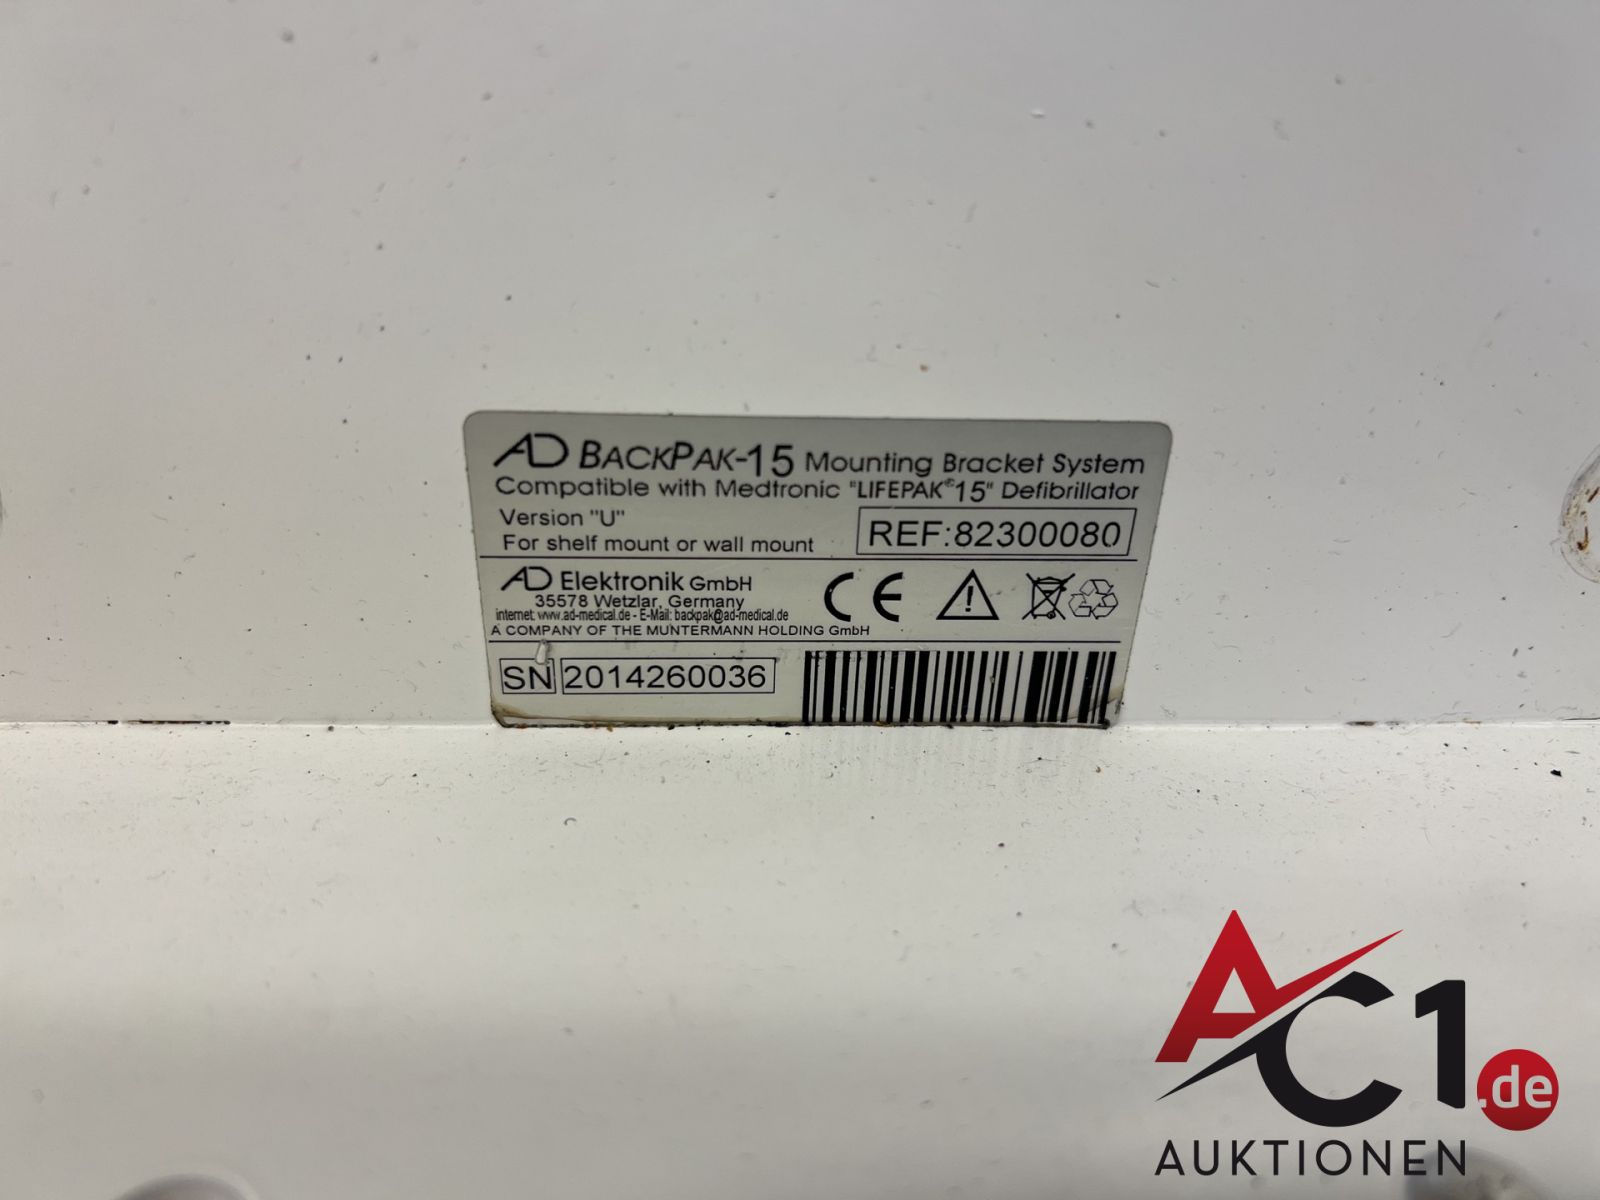 AD BACKPAK-15 Mounting Bracket System
Compatible with Medtronic "LIFEPAK®15" Defibrillator
Version "U"
For shelf mount or wall mount
REF:82300080
AD Elektronik GmbH
35578 Wetzlar, Germany
internet: www.ad-medical.de - E-Mail: backpak@ad-medical.de
A COMPANY OF THE MUNTERMANN HOLDING GmbH
CE
SN 2014260036
AC1.de
AUKTIONEN